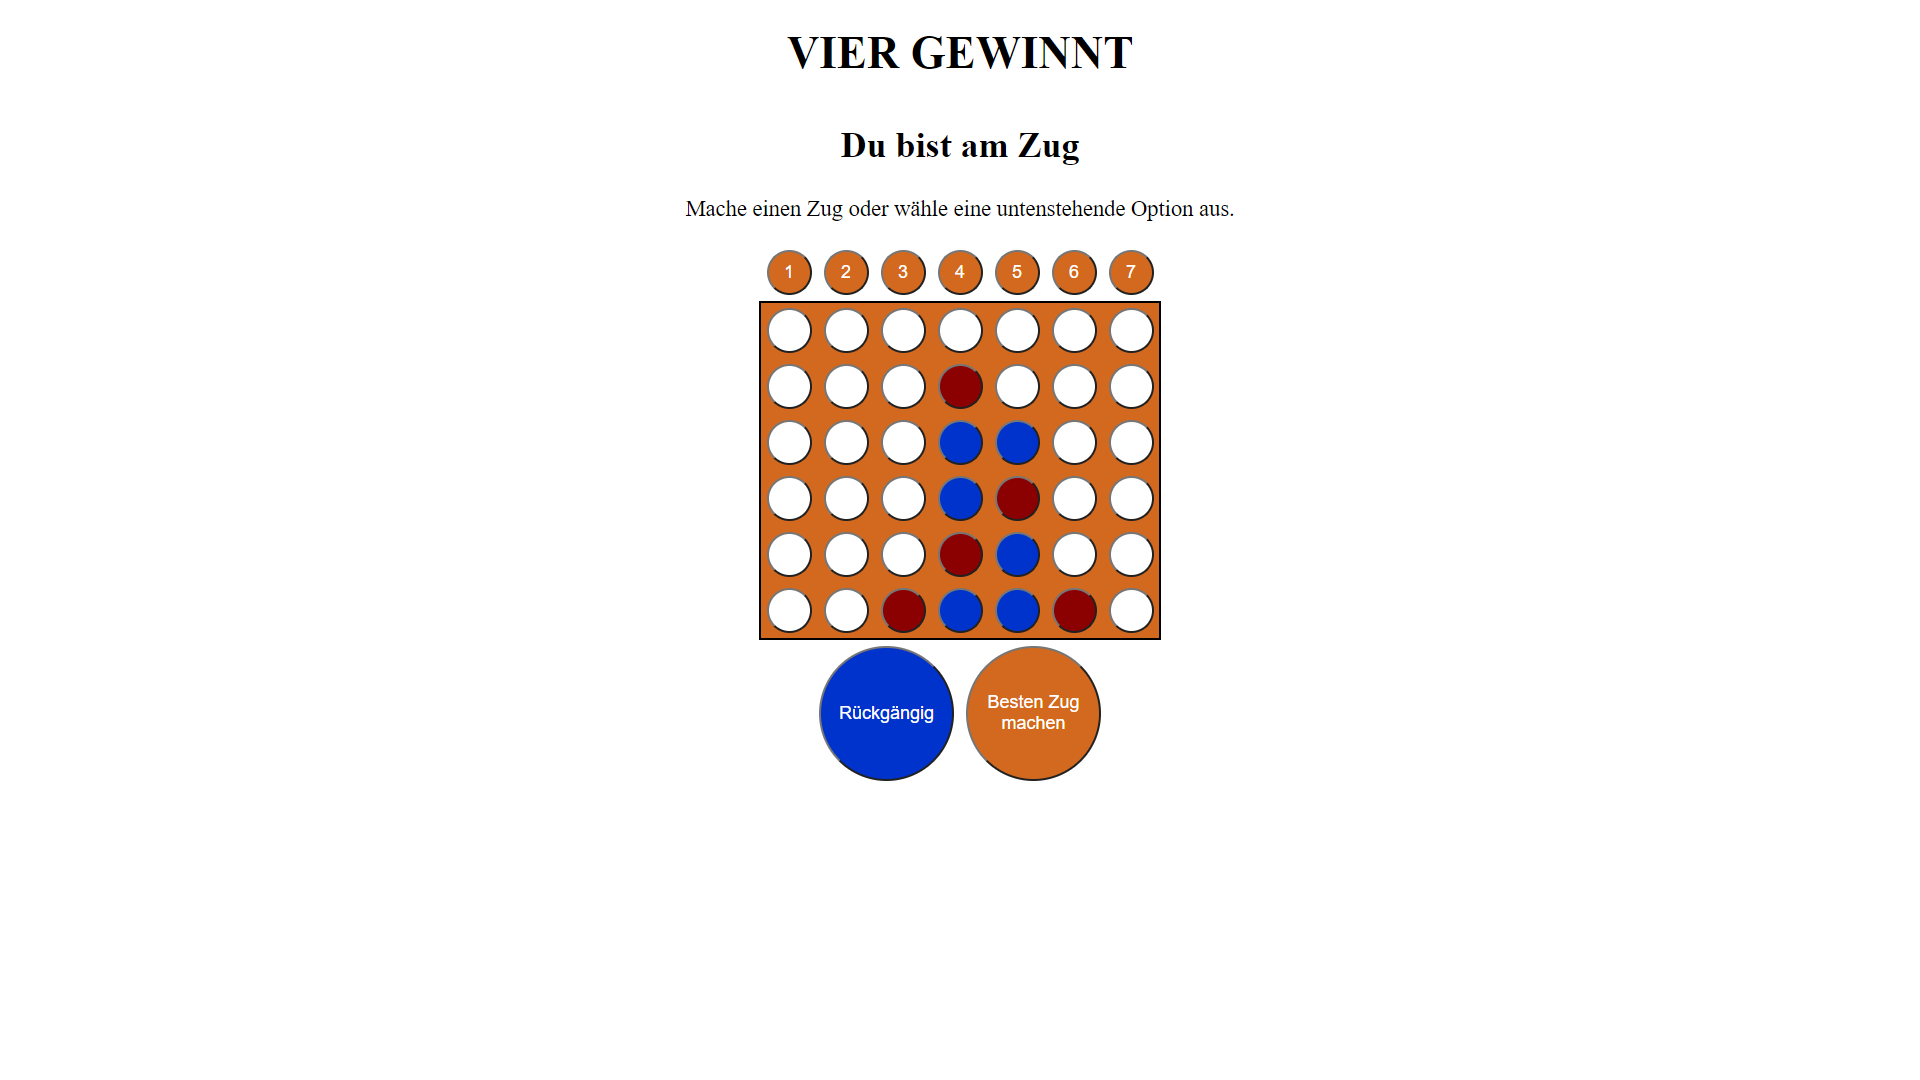 VIER GEWINNT
Du bist am Zug
Mache einen Zug oder wähle eine untenstehende Option aus.
1 2 3 4 5 6 7
Rückgängig
Besten Zug
machen